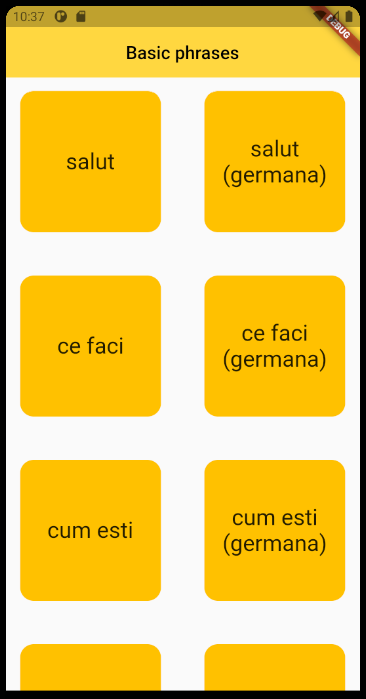 10:37
DEBUG
Basic phrases
salut
salut
(germana)
ce faci
ce faci
(germana)
cum esti
cum esti
(germana)